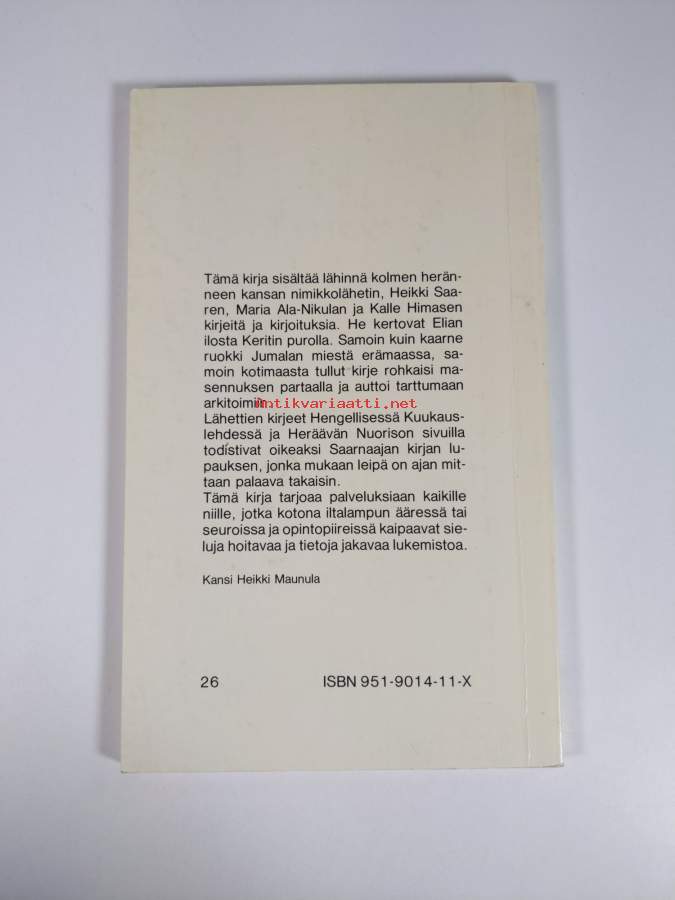 Tämä kirja sisältää lähinnä kolmen herän-
neen kansan nimikkolähetin, Heikki Saa-
ren, Maria Ala-Nikulan ja Kalle Himasen
kirjeitä ja kirjoituksia. He kertovat Elian
ilosta Keritin purolla. Samoin kuin kaarne
ruokki Jumalan miestä erämaassa, sa-
moin kotimaasta tullut kirje rohkaisi ma-
sennuksen partaalla ja auttoi tarttumaan
arkitoimiin.
antikvariaatti.net
Lähettien kirjeet Hengellisessä Kuukaus-
lehdessä ja Heräävän Nuorison sivuilla
todistivat oikeaksi Saarnaajan kirjan lu-
pauksen, jonka mukaan leipä on ajan mit-
taan palaava takaisin.
Tämä kirja tarjoaa palveluksiaan kaikille
niille, jotka kotona iltalampun ääressä tai
seuroissa ja opintopiireissä kaipaavat sie-
luja hoitavaa ja tietoja jakavaa lukemistoa.
Kansi Heikki Maunula
26 ISBN 951-9014-11-X